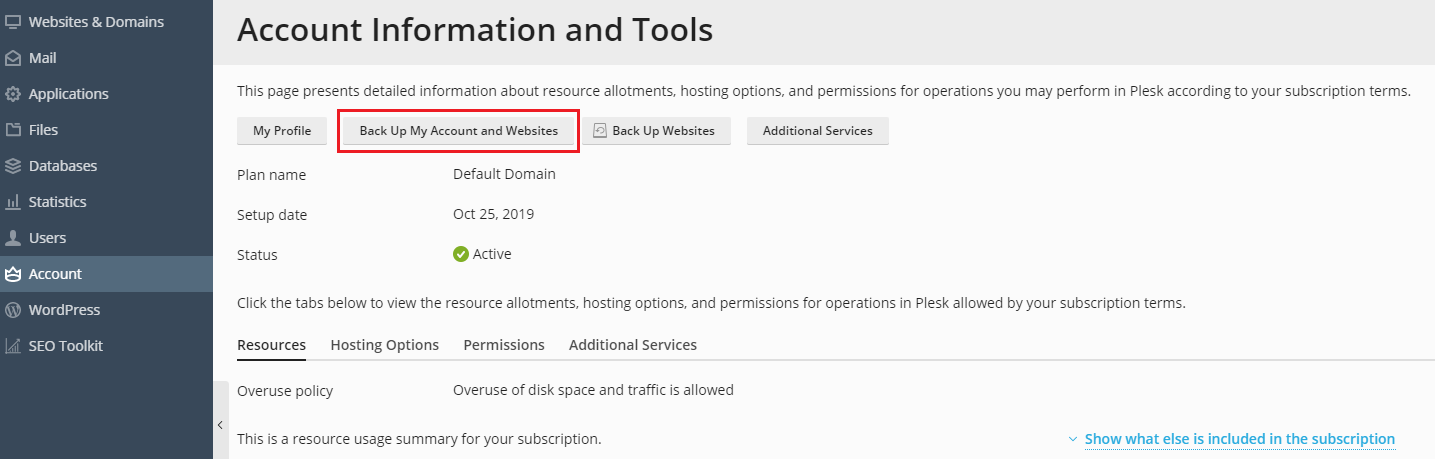 Websites & Domains
Mail
Applications
Files
Databases
Statistics
Users
Account
WordPress
SEO Toolkit
Account Information and Tools
This page presents detailed information about resource allotments, hosting options, and permissions for operations you may perform in Plesk according to your subscription terms.
My Profile Back Up My Account and Websites Back Up Websites Additional Services
Plan name Default Domain
Setup date Oct 25, 2019
Status Active
Click the tabs below to view the resource allotments, hosting options, and permissions for operations in Plesk allowed by your subscription terms.
Resources Hosting Options Permissions Additional Services
Overuse policy Overuse of disk space and traffic is allowed
This is a resource usage summary for your subscription. Show what else is included in the subscription